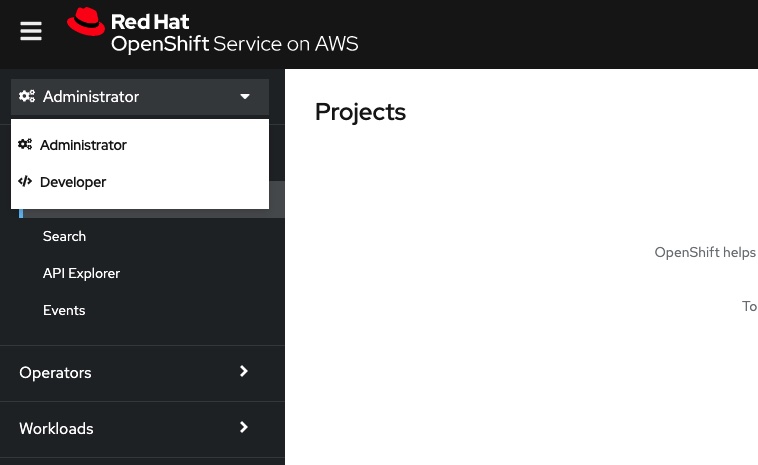 Red Hat
OpenShift Service on AWS
Administrator
Administrator
Developer
Search
API Explorer
Events
Operators
Workloads
Projects
OpenShift helps
To